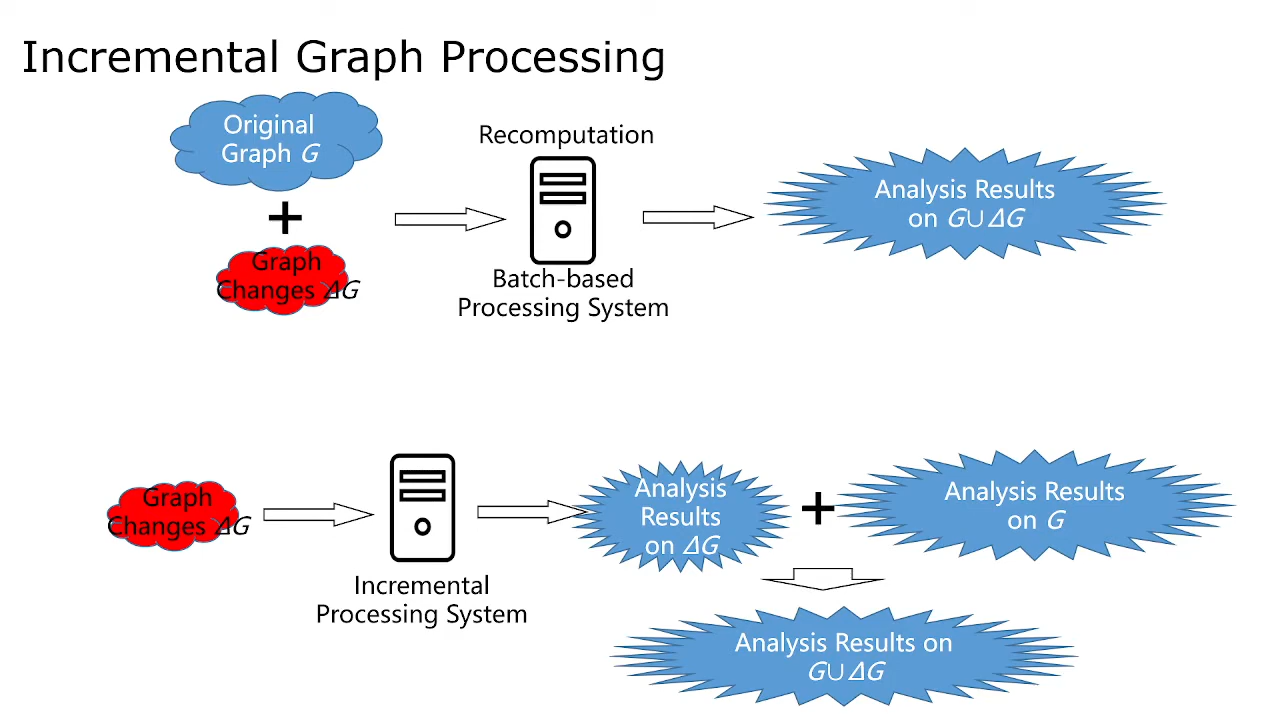 Incremental Graph Processing
Original
Graph G
+
Graph
Changes ΔG
Recomputation
Batch-based
Processing System
Analysis Results
on G∪ΔG
Graph
Changes ΔG
Incremental
Processing System
Analysis
Results
on ΔG
+
Analysis Results
on G
Analysis Results on
G∪ΔG